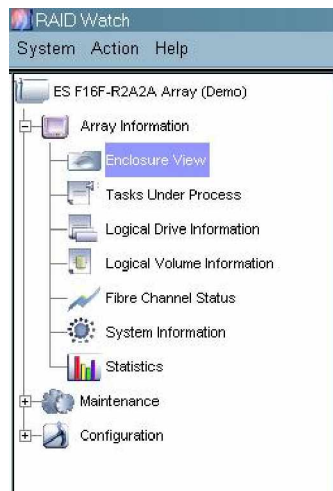 RAID Watch
System Action Help
ES F16F-R2A2A Array (Demo)
Array Information
Enclosure View
Tasks Under Process
Logical Drive Information
Logical Volume Information
Fibre Channel Status
System Information
Statistics
Maintenance
Configuration